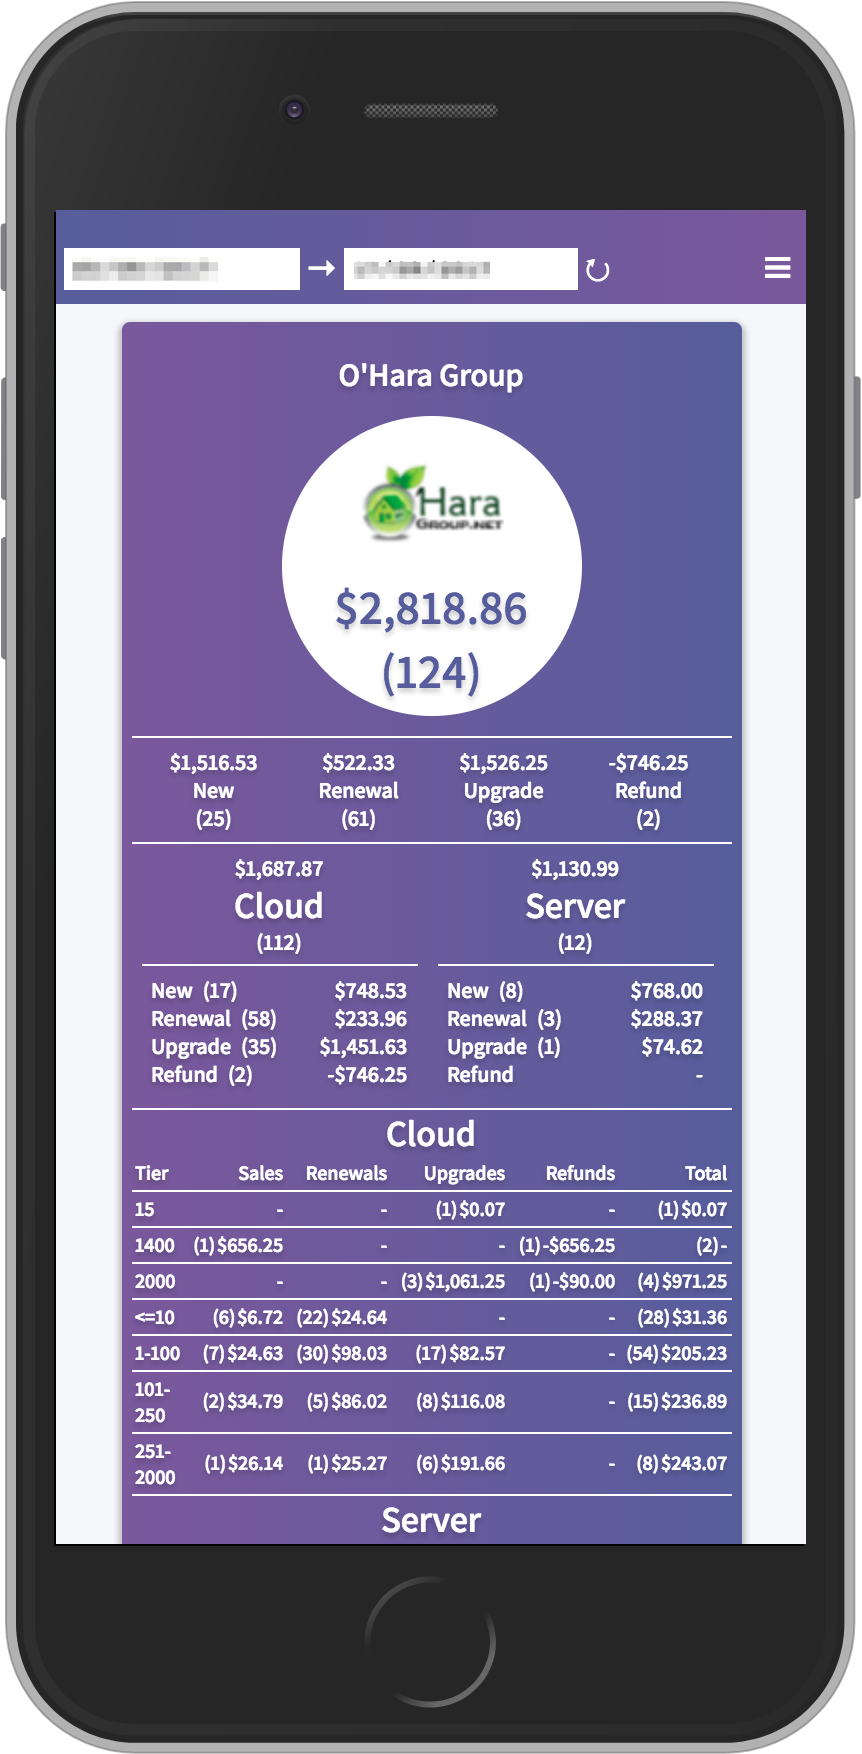 O'Hara Group
Hara
GROUP.NET
$2,818.86
(124)
$1,516.53 $522.33 $1,526.25 -$746.25
New Renewal Upgrade Refund
(25) (61) (36) (2)
$1,687.87 $1,130.99
Cloud Server
(112) (12)
New (17) $748.53 New (8) $768.00
Renewal (58) $233.96 Renewal (3) $288.37
Upgrade (35) $1,451.63 Upgrade (1) $74.62
Refund (2) -$746.25 Refund -
Cloud
Tier Sales Renewals Upgrades Refunds Total
15 - - (1) $0.07 - (1) $0.07
1400 (1) $656.25 - - (1) -$656.25 (2) -
2000 - - (3) $1,061.25 (1) -$90.00 (4) $971.25
<=10 (6) $6.72 (22) $24.64 - - (28) $31.36
1-100 (7) $24.63 (30) $98.03 (17) $82.57 - (54) $205.23
101-
250 (2) $34.79 (5) $86.02 (8) $116.08 - (15) $236.89
251-
2000 (1) $26.14 (1) $25.27 (6) $191.66 - (8) $243.07
Server